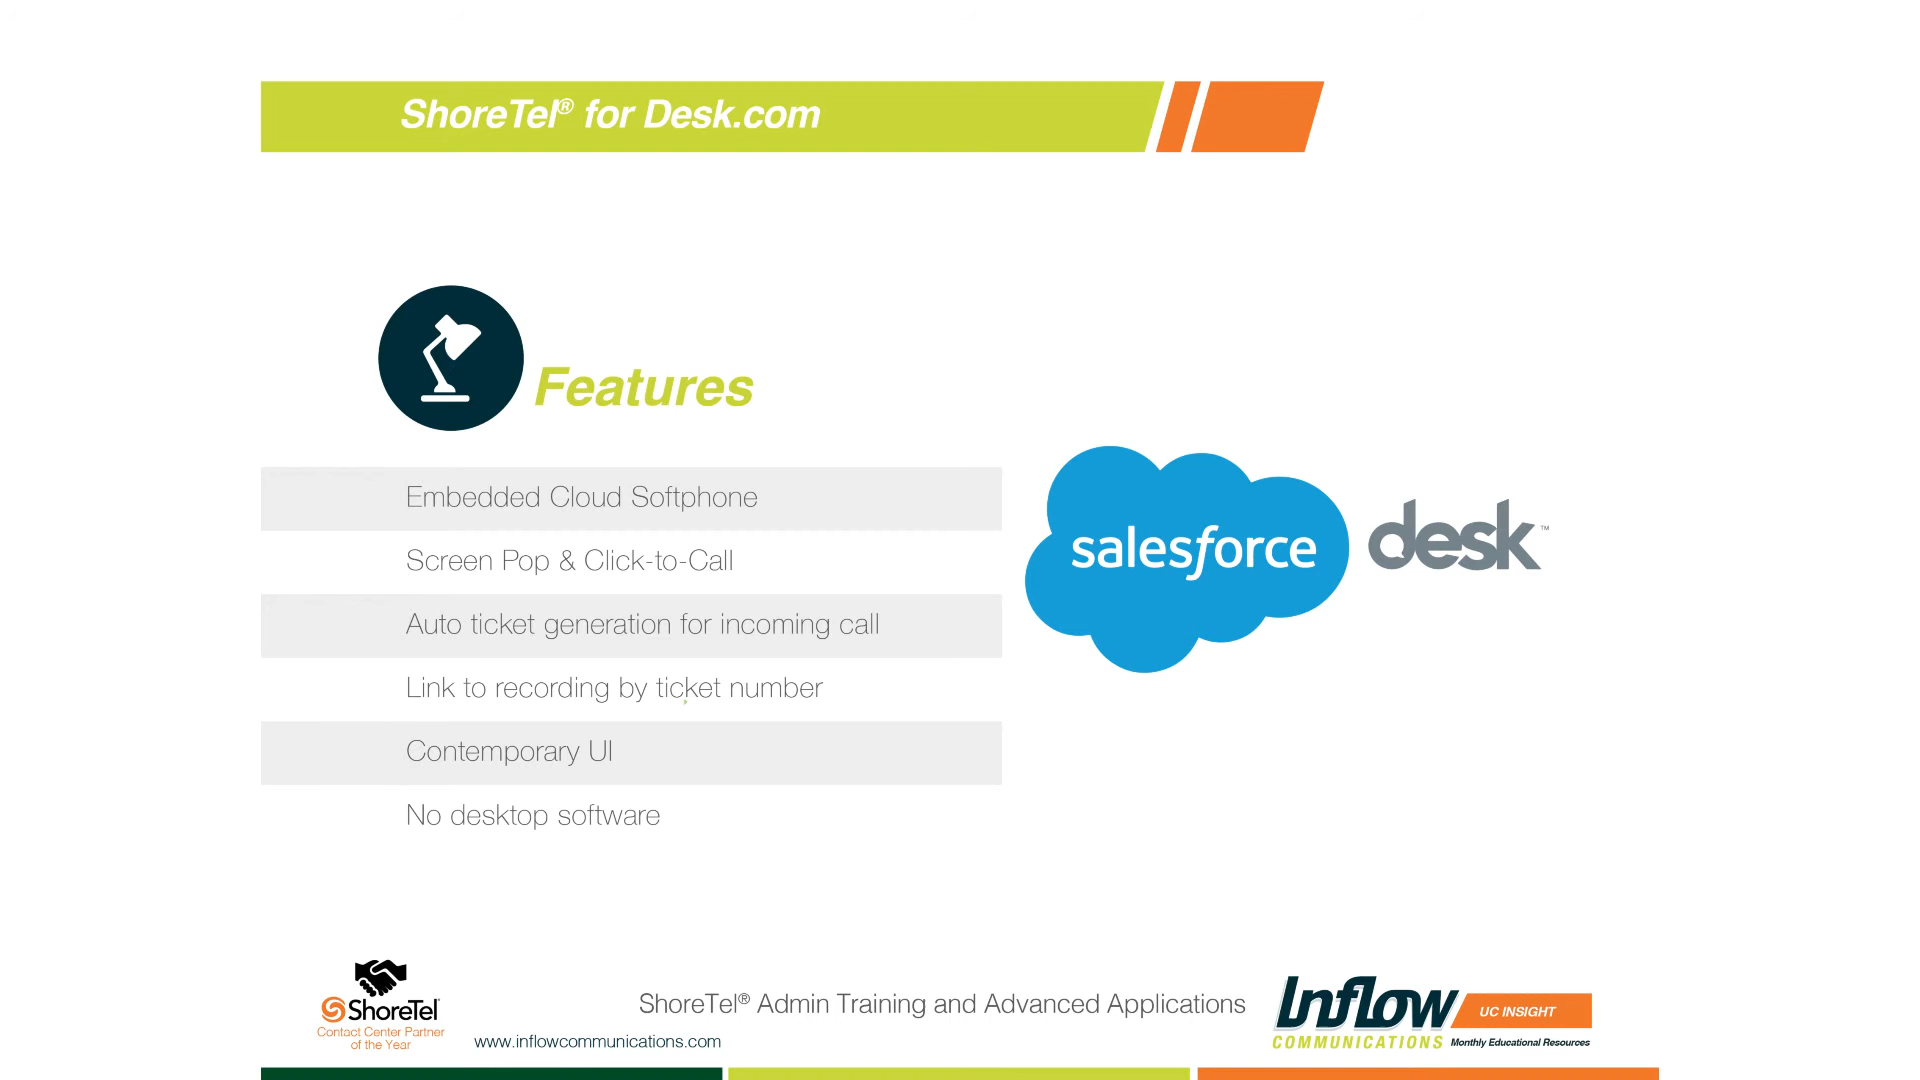 ShoreTel® for Desk.com
Features
Embedded Cloud Softphone
Screen Pop & Click-to-Call
Auto ticket generation for incoming call
Link to recording by ticket number
Contemporary UI
No desktop software
salesforce
desk™
ShoreTel
Contact Center Partner
of the Year
www.inflowcommunications.com
ShoreTel® Admin Training and Advanced Applications
Inflow
COMMUNICATIONS
UC INSIGHT
Monthly Educational Resources